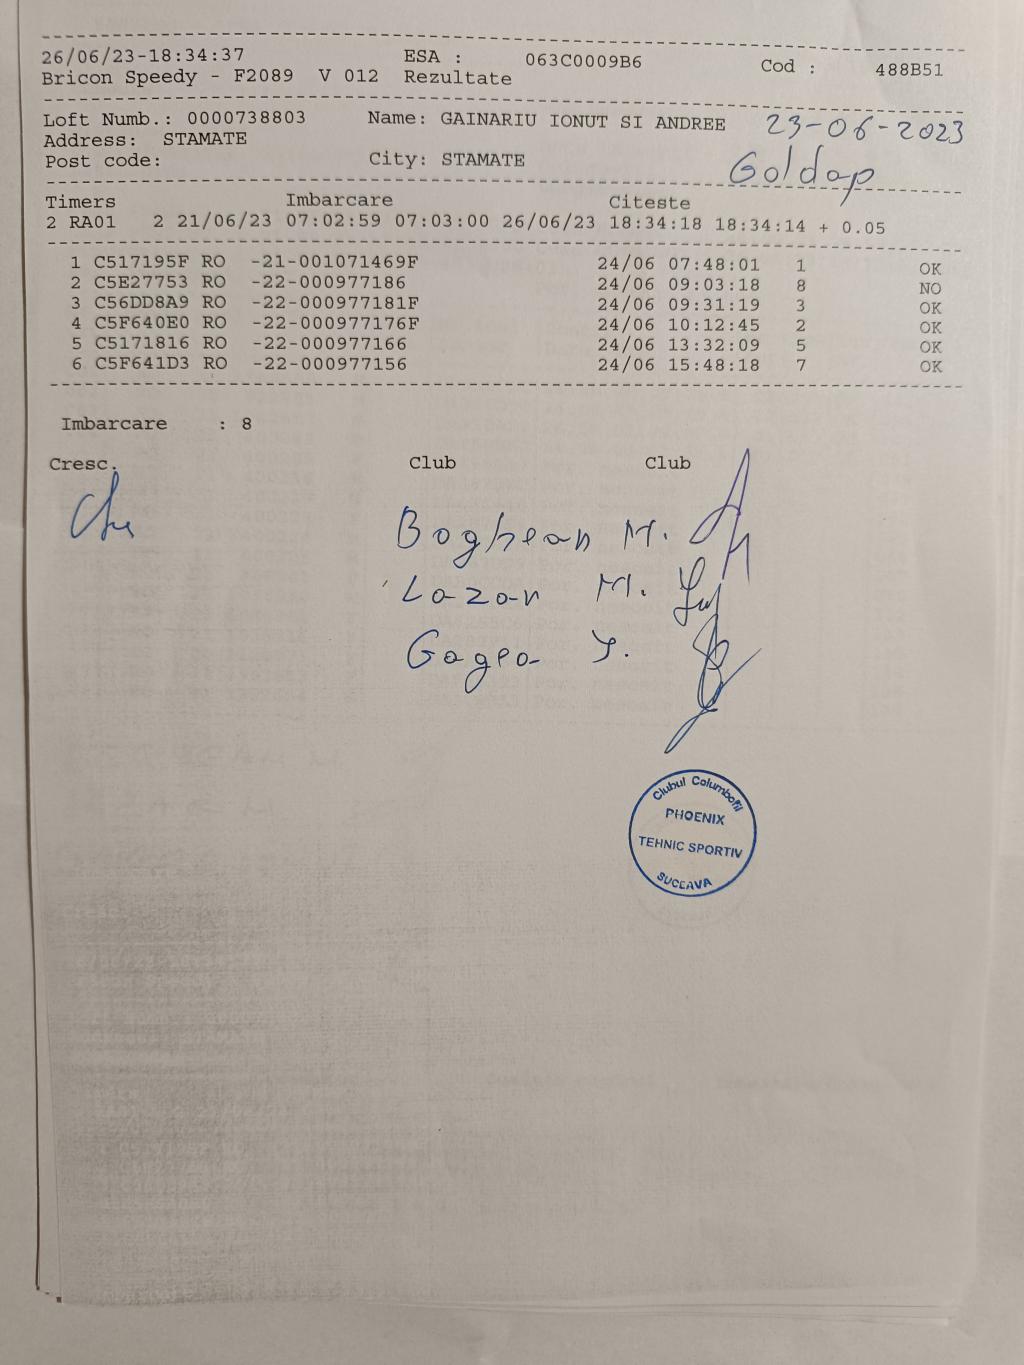 26/06/23-18:34:37 ESA : 063C0009B6 Cod : 488B51
Bricon Speedy - F2089 V 012 Rezultate
Loft Numb.: 0000738803 Name: GAINARIU IONUT SI ANDREE 23-06-2023
Address: STAMATE
Post code: City: STAMATE Goldap
Timers Imbarcare Citeste
2 RA01 2 21/06/23 07:02:59 07:03:00 26/06/23 18:34:18 18:34:14 + 0.05
1 C517195F RO -21-001071469F 24/06 07:48:01 1 OK
2 C5E27753 RO -22-000977186 24/06 09:03:18 8 NO
3 C56DD8A9 RO -22-000977181F 24/06 09:31:19 3 OK
4 C5F640E0 RO -22-000977176F 24/06 10:12:45 2 OK
5 C5171816 RO -22-000977166 24/06 13:32:09 5 OK
6 C5F641D3 RO -22-000977156 24/06 15:48:18 7 OK
Imbarcare : 8
Cresc. Club Club
Boghean M.
Lazar M.
Gagea I.
Clubul Columbofil
PHOENIX
TEHNIC SPORTIV
SUCEAVA